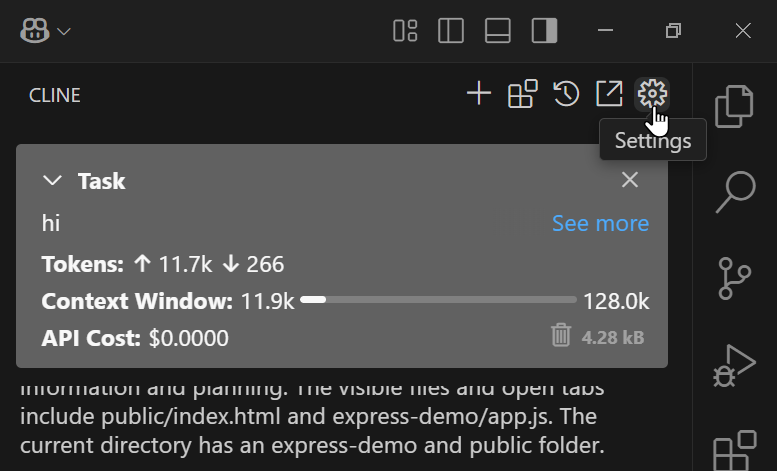 CLINE
Settings
Task
hi
See more
Tokens: ↑ 11.7k ↓ 266
Context Window: 11.9k 128.0k
API Cost: $0.0000 4.28 kB
information and planning. The visible files and open tabs
include public/index.html and express-demo/app.js. The
current directory has an express-demo and public folder.